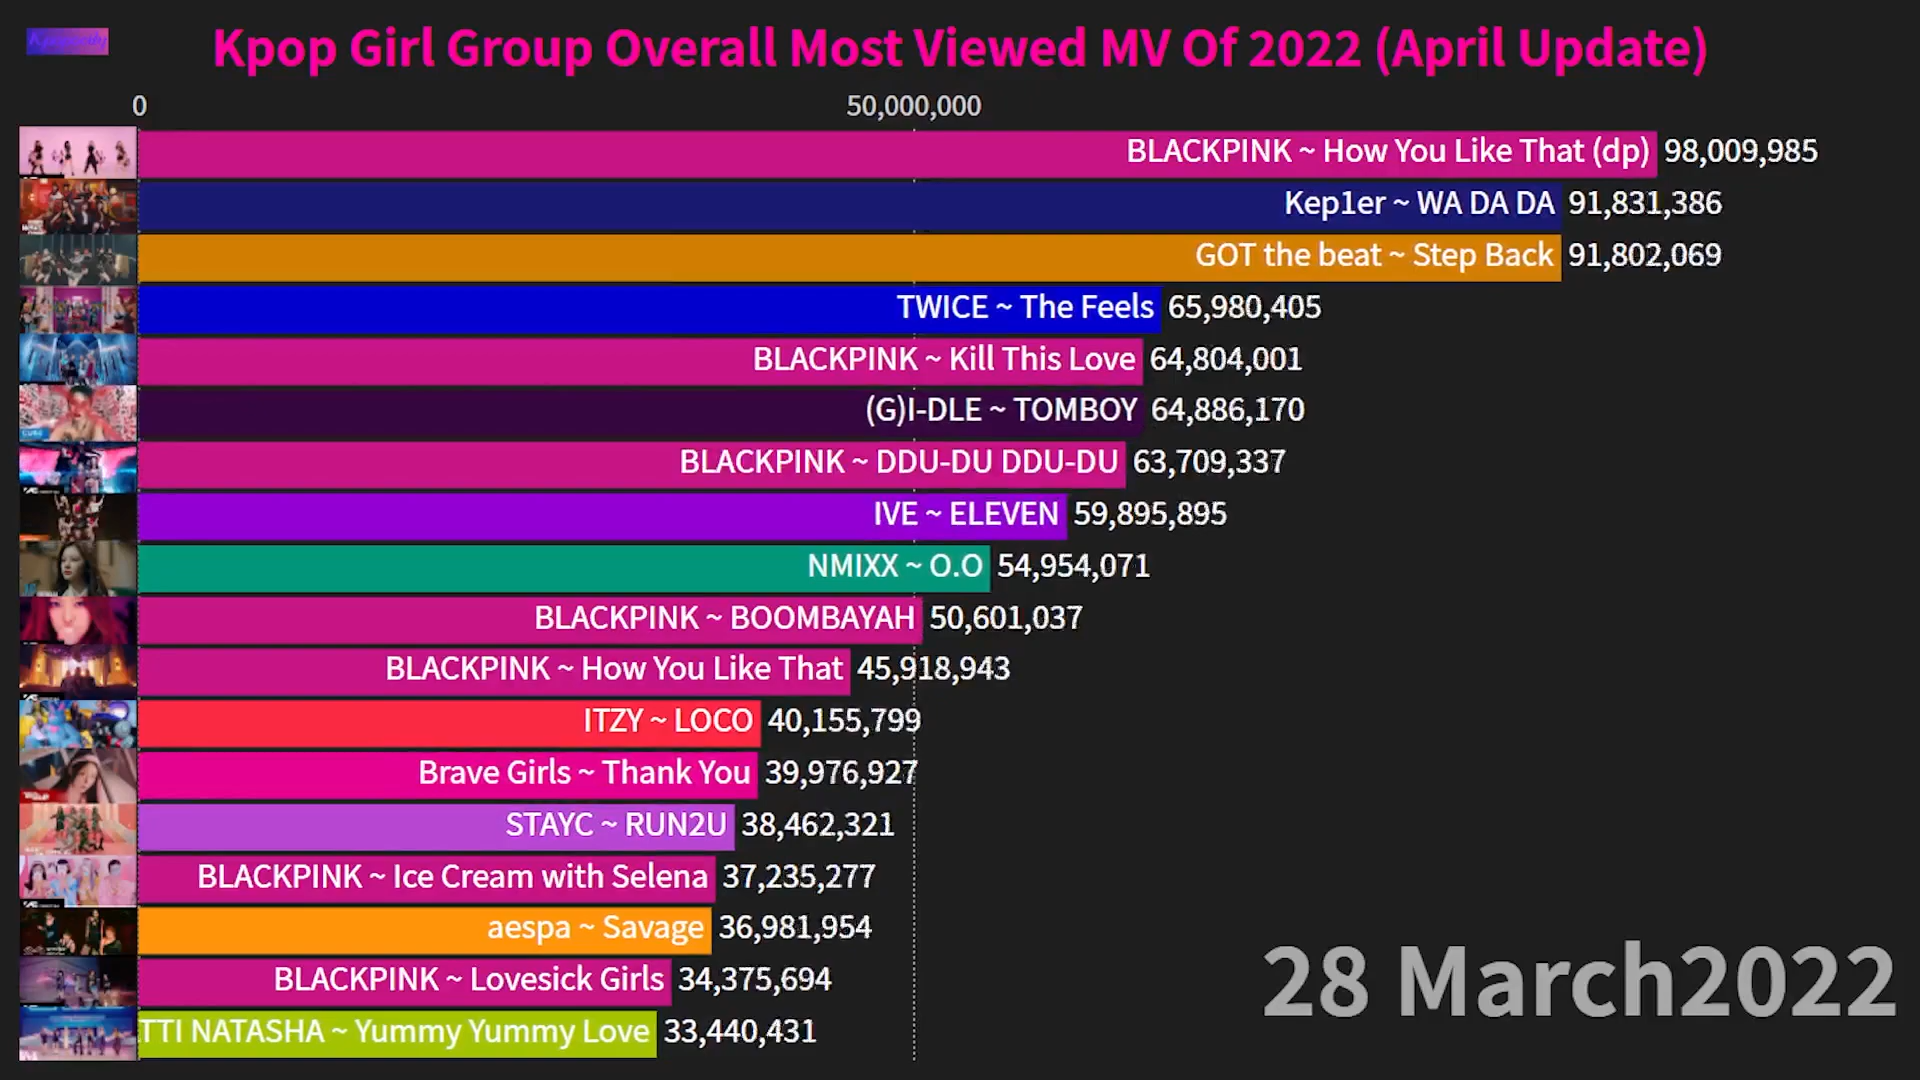 Kpop Girl Group Overall Most Viewed MV Of 2022 (April Update)
0 50,000,000
BLACKPINK ~ How You Like That (dp) 98,009,985
Kep1er ~ WA DA DA 91,831,386
GOT the beat ~ Step Back 91,802,069
TWICE ~ The Feels 65,980,405
BLACKPINK ~ Kill This Love 64,804,001
(G)I-DLE ~ TOMBOY 64,886,170
BLACKPINK ~ DDU-DU DDU-DU 63,709,337
IVE ~ ELEVEN 59,895,895
NMIXX ~ O.O 54,954,071
BLACKPINK ~ BOOMBAYAH 50,601,037
BLACKPINK ~ How You Like That 45,918,943
ITZY ~ LOCO 40,155,799
Brave Girls ~ Thank You 39,976,927
STAYC ~ RUN2U 38,462,321
BLACKPINK ~ Ice Cream with Selena 37,235,277
aespa ~ Savage 36,981,954
BLACKPINK ~ Lovesick Girls 34,375,694
TTI NATASHA ~ Yummy Yummy Love 33,440,431
28 March2022